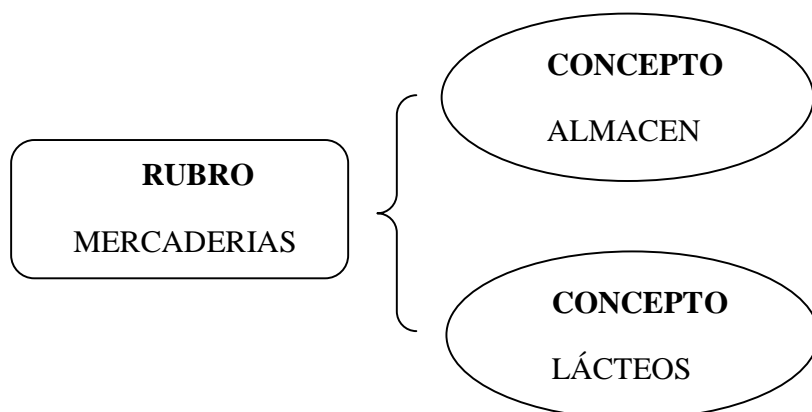 RUBRO
MERCADERIAS
CONCEPTO
ALMACEN
CONCEPTO
LÁCTEOS